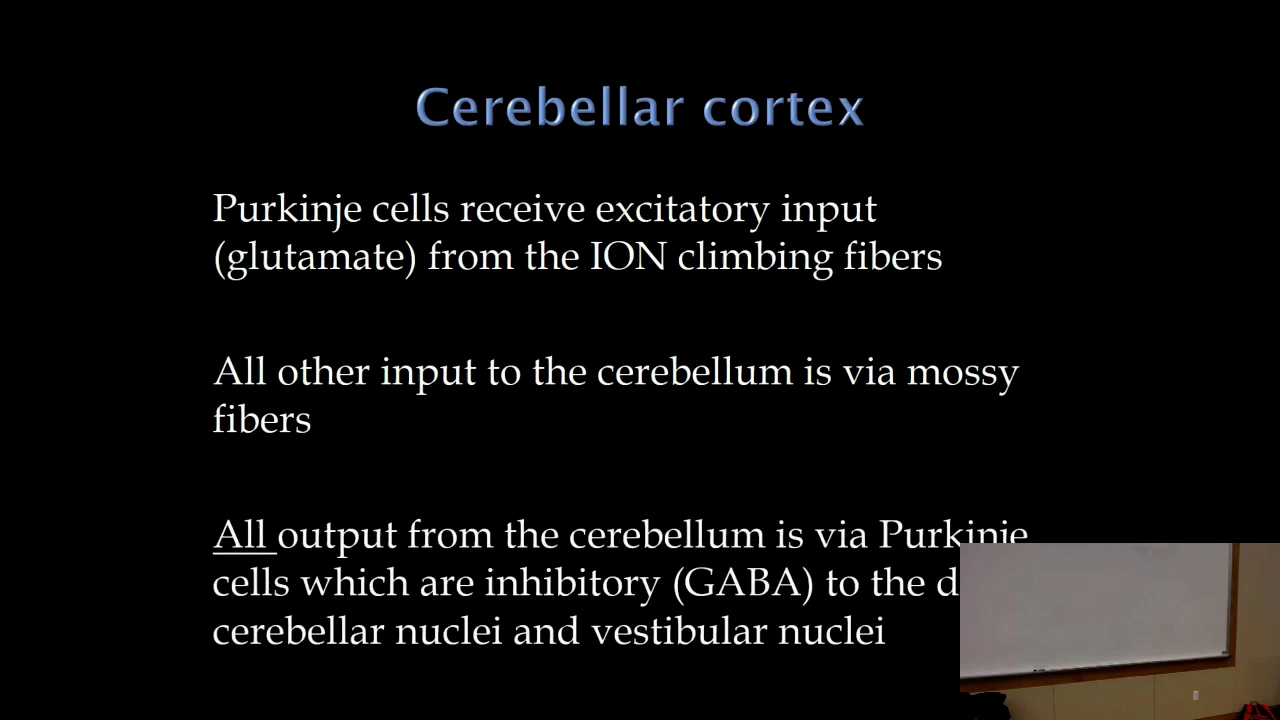 Cerebellar cortex
Purkinje cells receive excitatory input
(glutamate) from the ION climbing fibers
All other input to the cerebellum is via mossy
fibers
All output from the cerebellum is via Purkinje
cells which are inhibitory (GABA) to the
cerebellar nuclei and vestibular nuclei